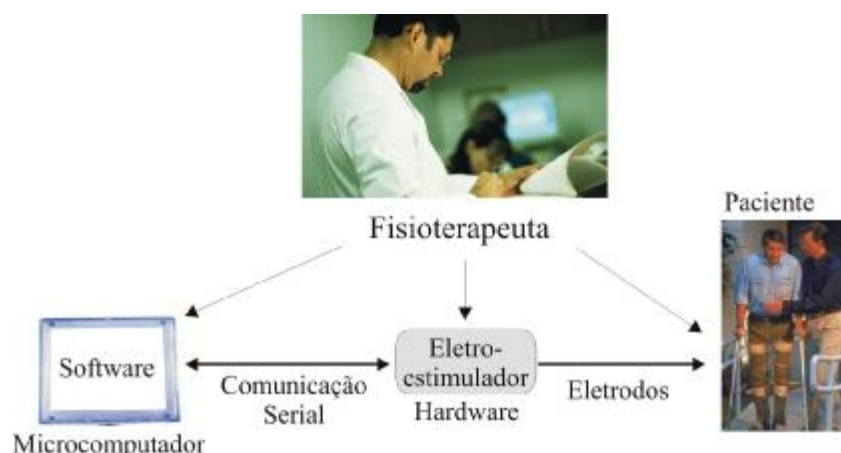 Fisioterapeuta
Paciente
Software
Microcomputador
Comunicação
Serial
Eletro-
estimulador
Hardware
Eletrodos